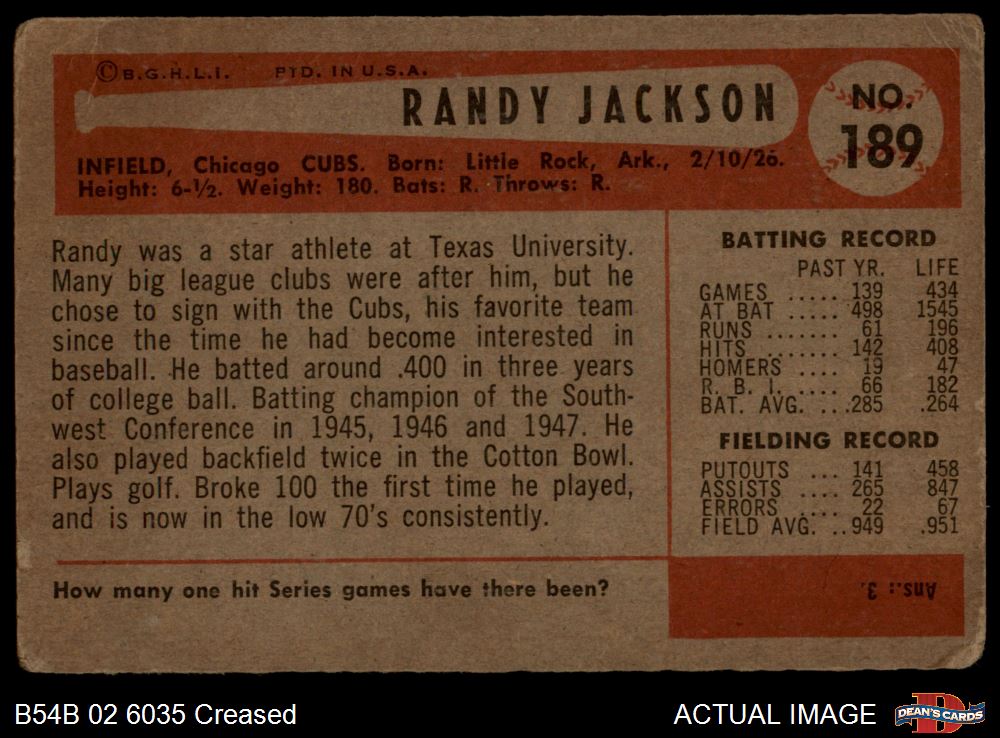 ©B.G.H.L.I. PTD. IN U.S.A.
RANDY JACKSON
NO.
189
INFIELD, Chicago CUBS. Born: Little Rock, Ark., 2/10/26.
Height: 6-½. Weight: 180. Bats: R. Throws: R.
Randy was a star athlete at Texas University.
Many big league clubs were after him, but he
chose to sign with the Cubs, his favorite team
since the time he had become interested in
baseball. He batted around .400 in three years
of college ball. Batting champion of the South-
west Conference in 1945, 1946 and 1947. He
also played backfield twice in the Cotton Bowl.
Plays golf. Broke 100 the first time he played,
and is now in the low 70's consistently.
How many one hit Series games have there been?
BATTING RECORD
PAST YR. LIFE
GAMES ..... 139 434
AT BAT ..... 498 1545
RUNS ....... 61 196
HITS ....... 142 408
HOMERS .... 19 47
R. B. I. ..... 66 182
BAT. AVG. ...285 .264
FIELDING RECORD
PUTOUTS ... 141 458
ASSISTS .... 265 847
ERRORS .... 22 67
FIELD AVG. ..949 .951
Ans.: 3.
B54B 02 6035 Creased
ACTUAL IMAGE
DEAN'S CARDS